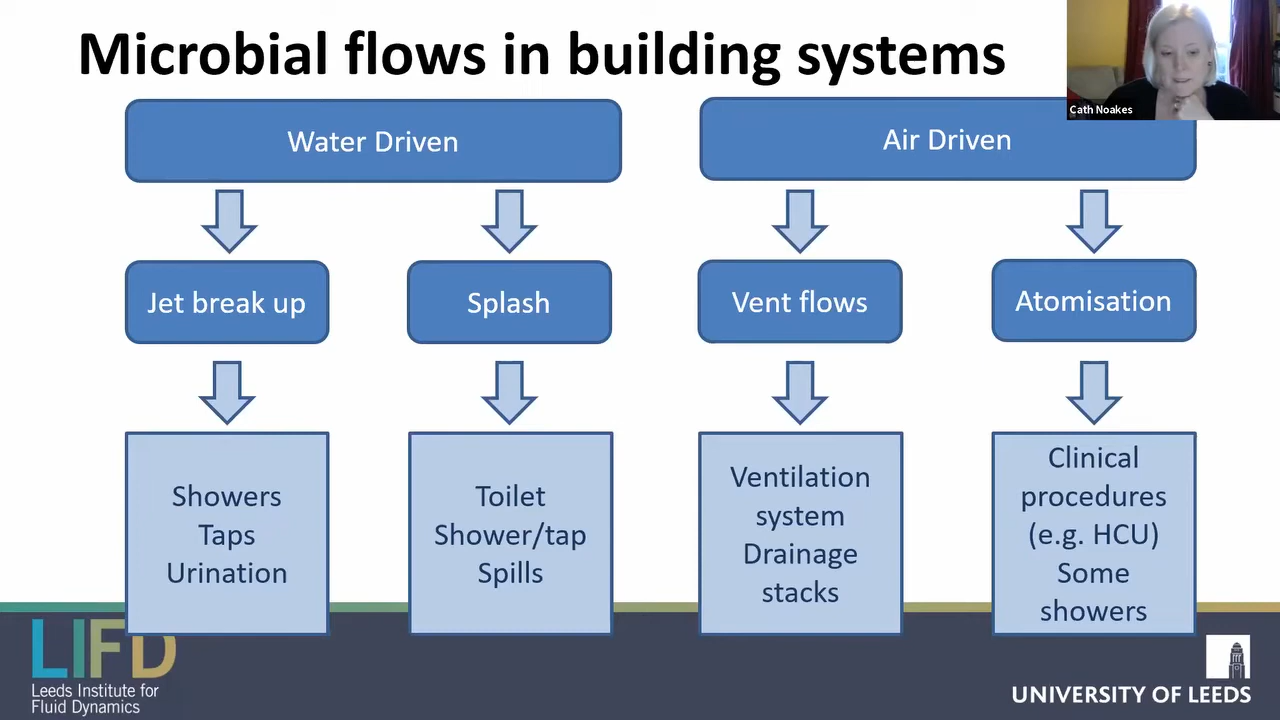 Microbial flows in building systems
Cath Noakes
Water Driven
Air Driven
Jet break up
Splash
Vent flows
Atomisation
Showers
Taps
Urination
Toilet
Shower/tap
Spills
Ventilation
system
Drainage
stacks
Clinical
procedures
(e.g. HCU)
Some
showers
LIFD
Leeds Institute for
Fluid Dynamics
UNIVERSITY OF LEEDS